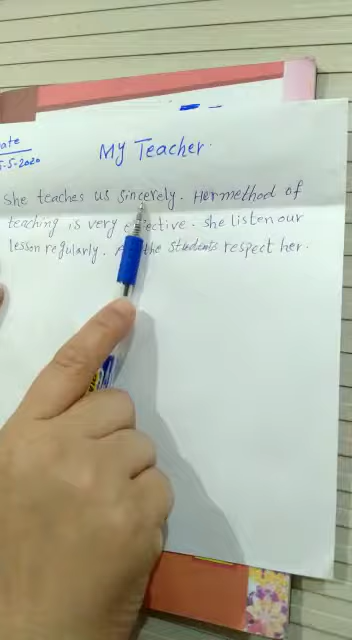 ate
-5-2020
My Teacher.
She teaches us sincerely. Her method of
teaching is very effective. she listen our
lesson regularly. the students respect her.